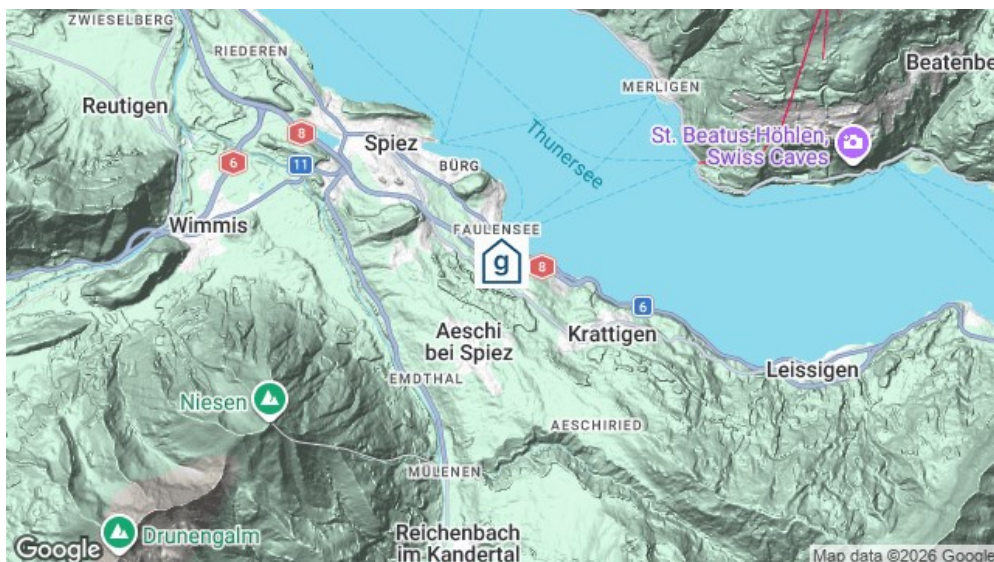 ZWIESELBERG
RIEDEREN
Beatenbe
MERLIGEN
Reutigen
8
Spiez
Thunersee
St. Beatus-Höhlen,
Swiss Caves
6
11
BÜRG
Wimmis
FAULENSEE
g
8
6
Aeschi
bei Spiez
Krattigen
Leissigen
EMDTHAL
Niesen
AESCHIRIED
MÜLENEN
Drunengalm
Reichenbach
im Kandertal
Google
Map data ©2026 Google